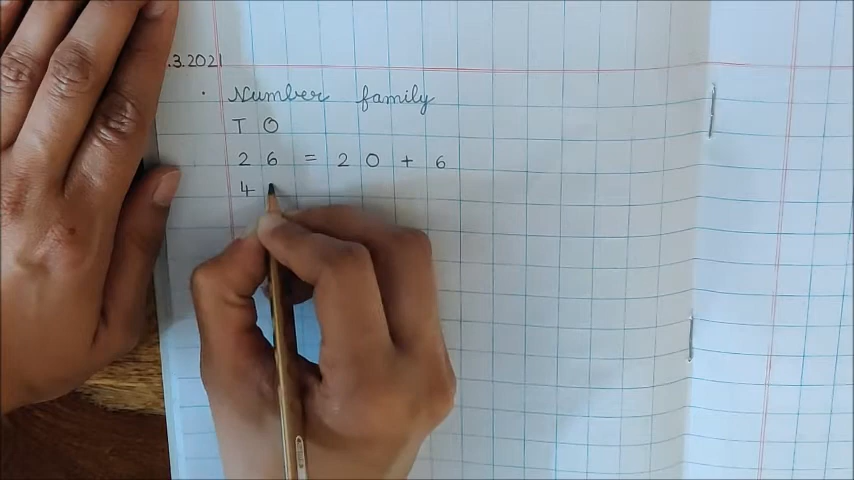 .3.2021
Number family
T O
2 6 = 2 0 + 6
4